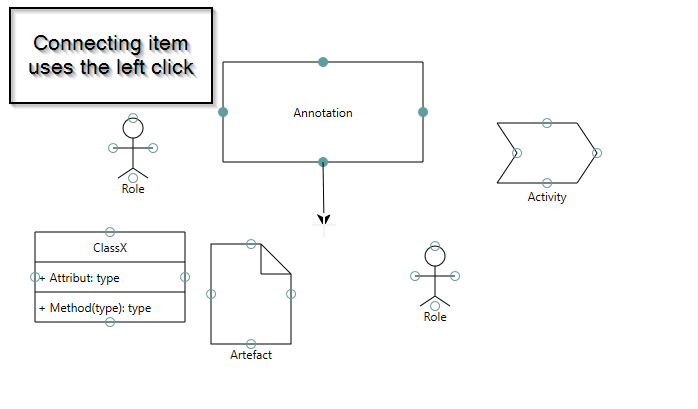 Connecting item
uses the left click
Annotation
Role
Activity
ClassX
+ Attribut: type
+ Method(type): type
Artefact
Role